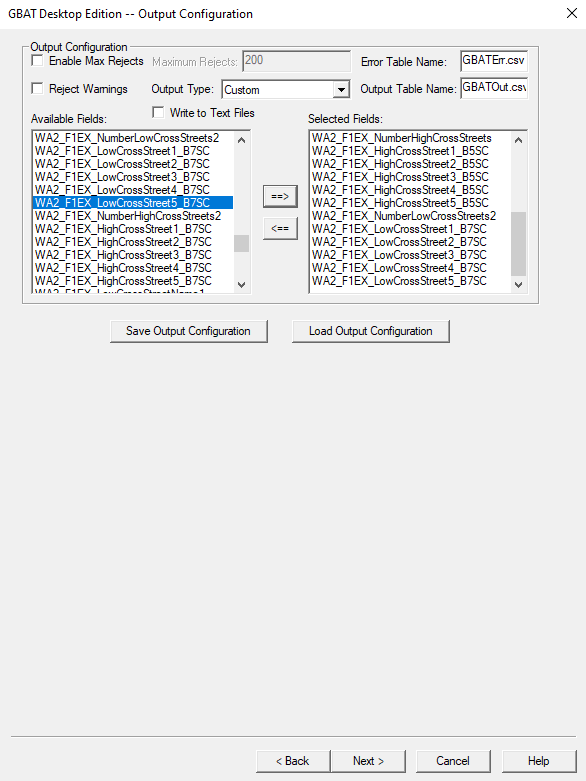 GBAT Desktop Edition -- Output Configuration
Output Configuration
Enable Max Rejects
Maximum Rejects:
200
Error Table Name:
GBATErr.csv
Reject Warnings
Output Type:
Custom
Output Table Name:
GBATOut.csv
Write to Text Files
Available Fields:
WA2_F1EX_NumberLowCrossStreets2
WA2_F1EX_LowCrossStreet1_B7SC
WA2_F1EX_LowCrossStreet2_B7SC
WA2_F1EX_LowCrossStreet3_B7SC
WA2_F1EX_LowCrossStreet4_B7SC
WA2_F1EX_LowCrossStreet5_B7SC
WA2_F1EX_NumberHighCrossStreets2
WA2_F1EX_HighCrossStreet1_B7SC
WA2_F1EX_HighCrossStreet2_B7SC
WA2_F1EX_HighCrossStreet3_B7SC
WA2_F1EX_HighCrossStreet4_B7SC
WA2_F1EX_HighCrossStreet5_B7SC
WA2_F1EX_LowCrossStreetName1
==>
<==
Selected Fields:
WA2_F1EX_NumberHighCrossStreets
WA2_F1EX_HighCrossStreet1_B5SC
WA2_F1EX_HighCrossStreet2_B5SC
WA2_F1EX_HighCrossStreet3_B5SC
WA2_F1EX_HighCrossStreet4_B5SC
WA2_F1EX_HighCrossStreet5_B5SC
WA2_F1EX_NumberLowCrossStreets2
WA2_F1EX_LowCrossStreet1_B7SC
WA2_F1EX_LowCrossStreet2_B7SC
WA2_F1EX_LowCrossStreet3_B7SC
WA2_F1EX_LowCrossStreet4_B7SC
WA2_F1EX_LowCrossStreet5_B7SC
Save Output Configuration
Load Output Configuration
< Back
Next >
Cancel
Help